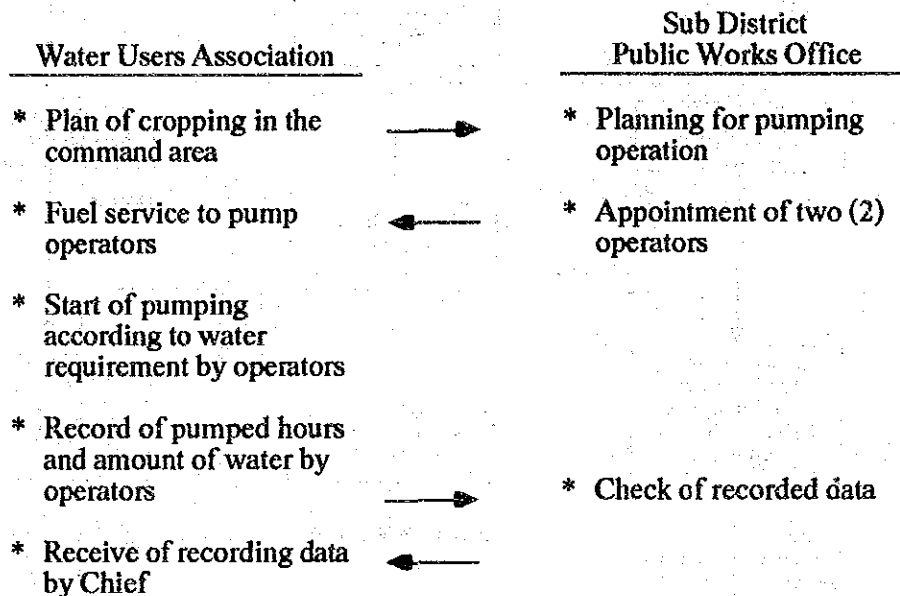 Water Users Association
Sub District
Public Works Office
* Plan of cropping in the
command area
* Planning for pumping
operation
* Fuel service to pump
operators
* Appointment of two (2)
operators
* Start of pumping
according to water
requirement by operators
* Record of pumped hours
and amount of water by
operators
* Check of recorded data
* Receive of recording data
by Chief